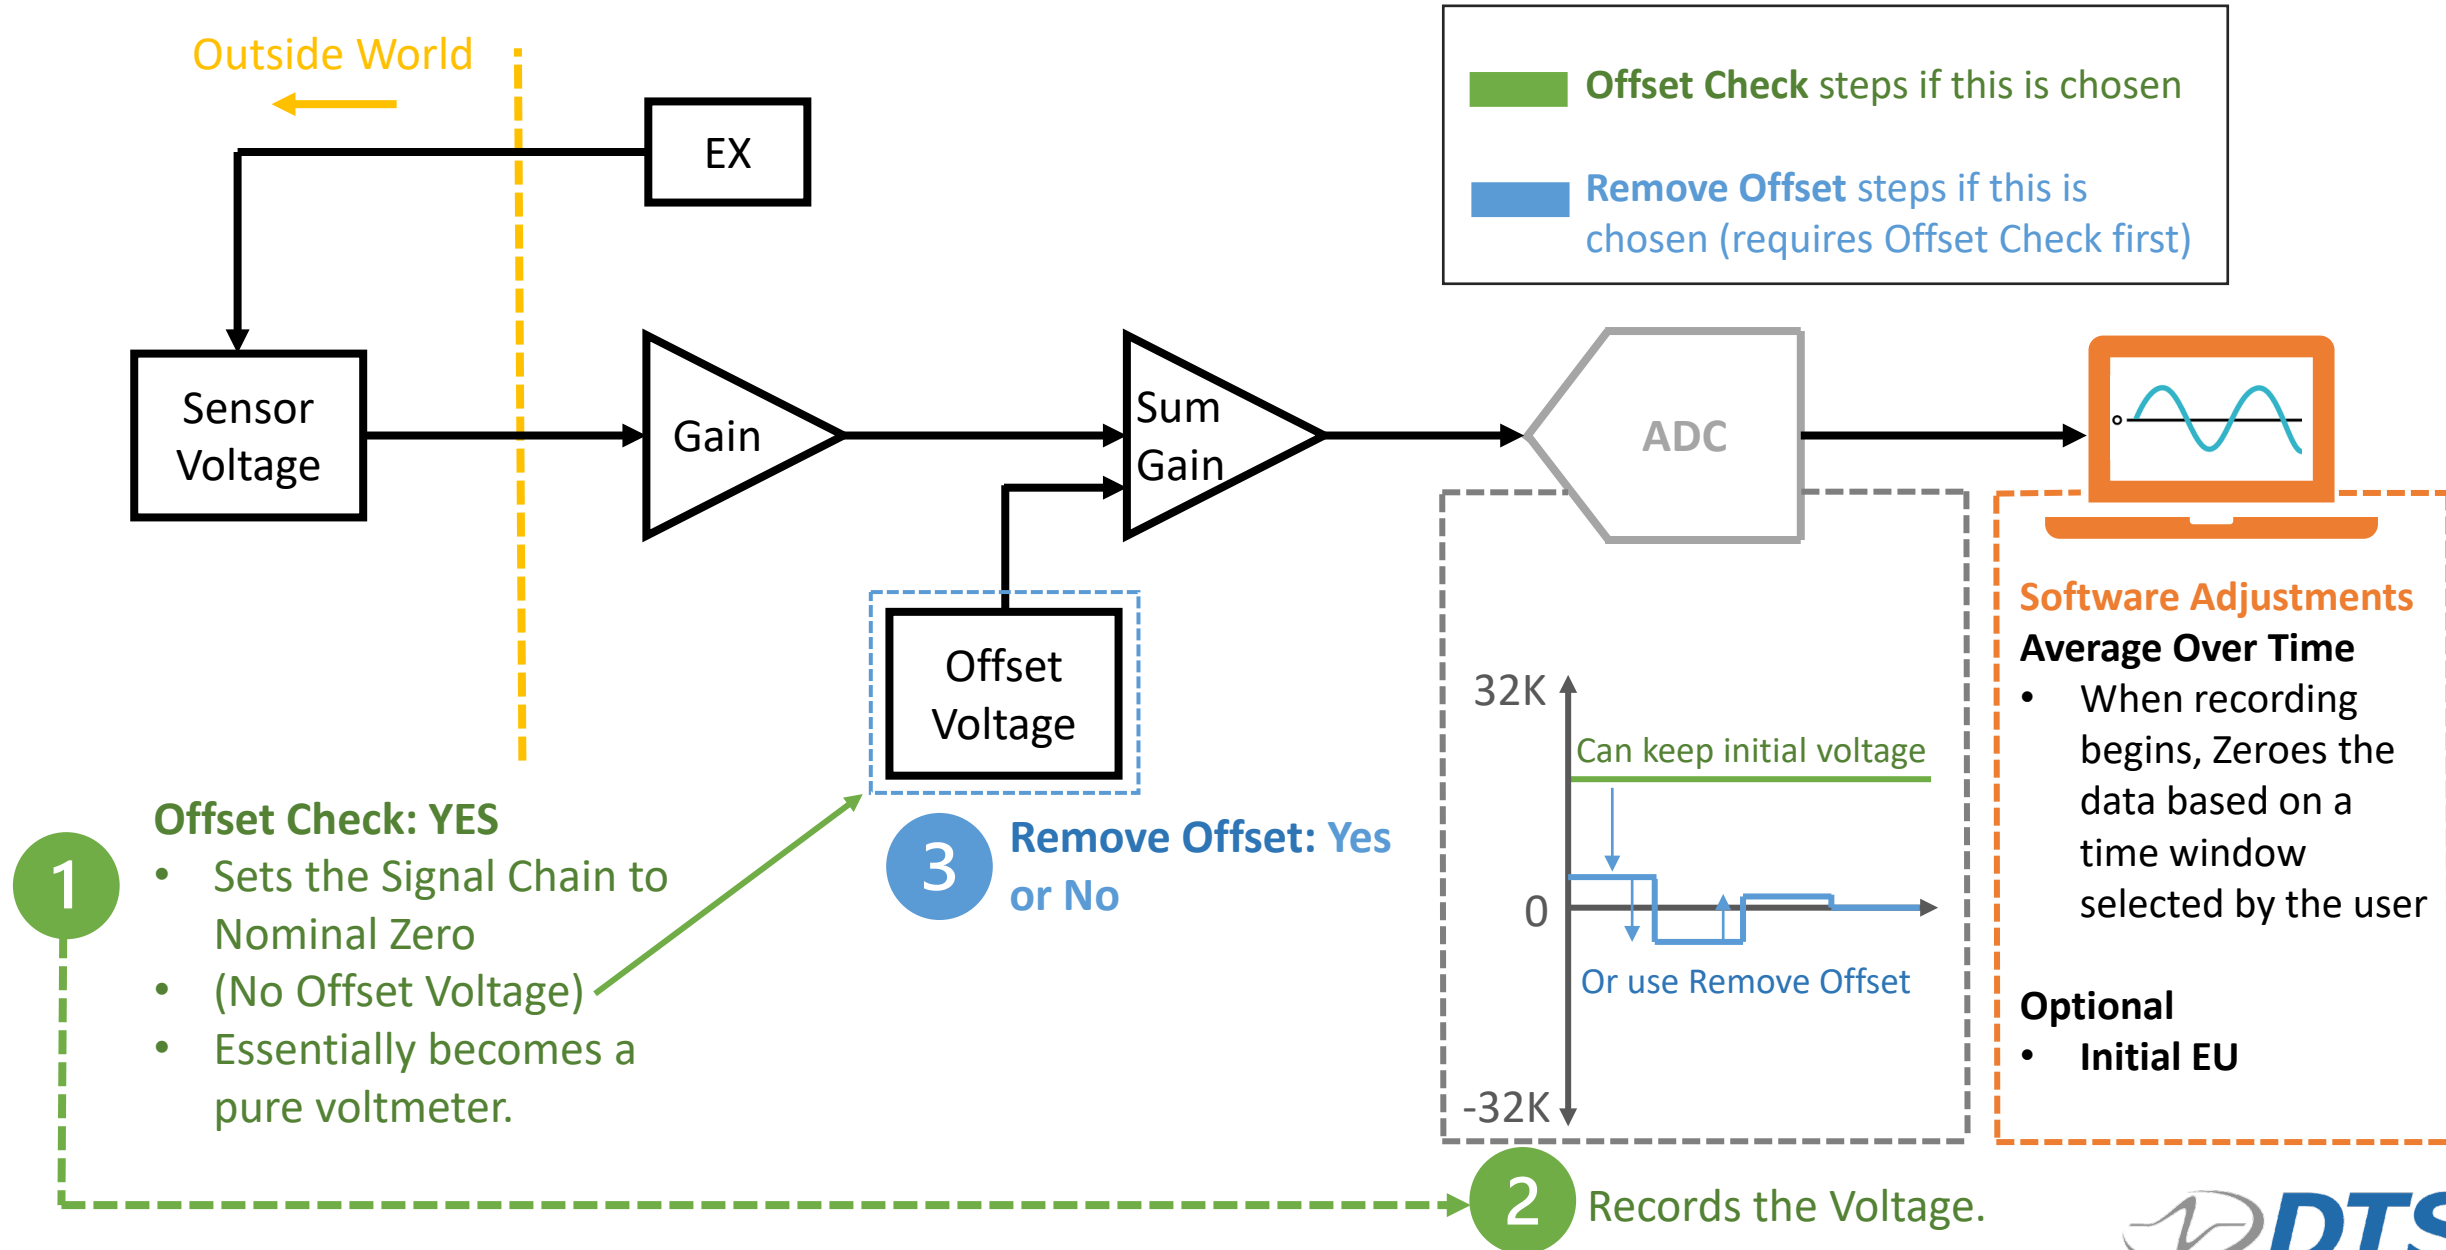 Outside World
EX
Offset Check steps if this is chosen
Remove Offset steps if this is
chosen (requires Offset Check first)
Sensor
Voltage
Gain
Sum
Gain
ADC
Offset
Voltage
Software Adjustments
Average Over Time
• When recording
begins, Zeroes the
data based on a
time window
selected by the user
Optional
• Initial EU
32K
Can keep initial voltage
0
Or use Remove Offset
-32K
1
Offset Check: YES
• Sets the Signal Chain to
Nominal Zero
• (No Offset Voltage)
• Essentially becomes a
pure voltmeter.
3
Remove Offset: Yes
or No
2
Records the Voltage.
DTS